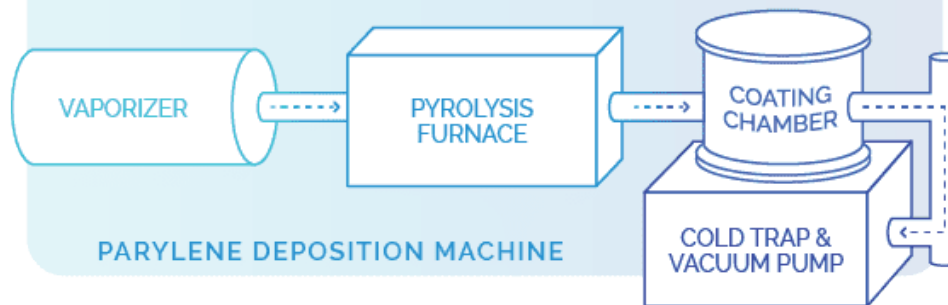 VAPORIZER
PYROLYSIS
FURNACE
COATING
CHAMBER
COLD TRAP &
VACUUM PUMP
PARYLENE DEPOSITION MACHINE